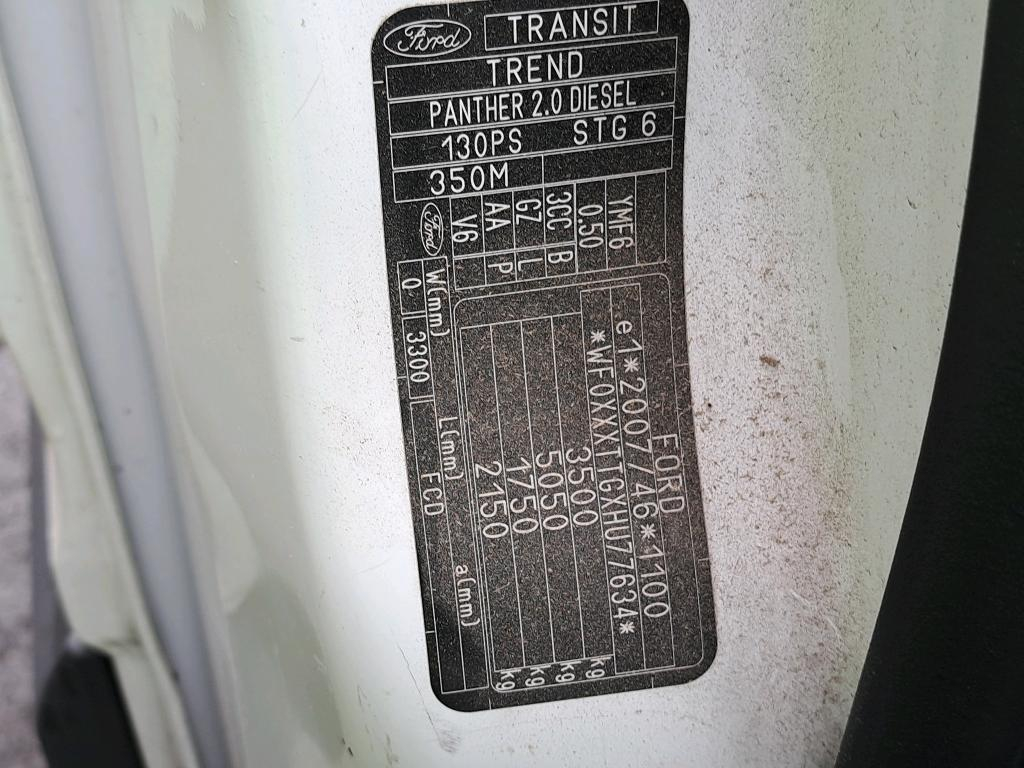 Ford TRANSIT
TREND
PANTHER 2.0 DIESEL
130PS STG 6
350M
YMF6
0.50
3CC B
GZ L
AA P
V6
Ford
FORD
e1*2007/46*1100
*WF0XXXTTGXHU77634*
3500 kg
5050 kg
1750 kg
2150 kg
W(mm) L(mm) a(mm)
0 3300 FCD